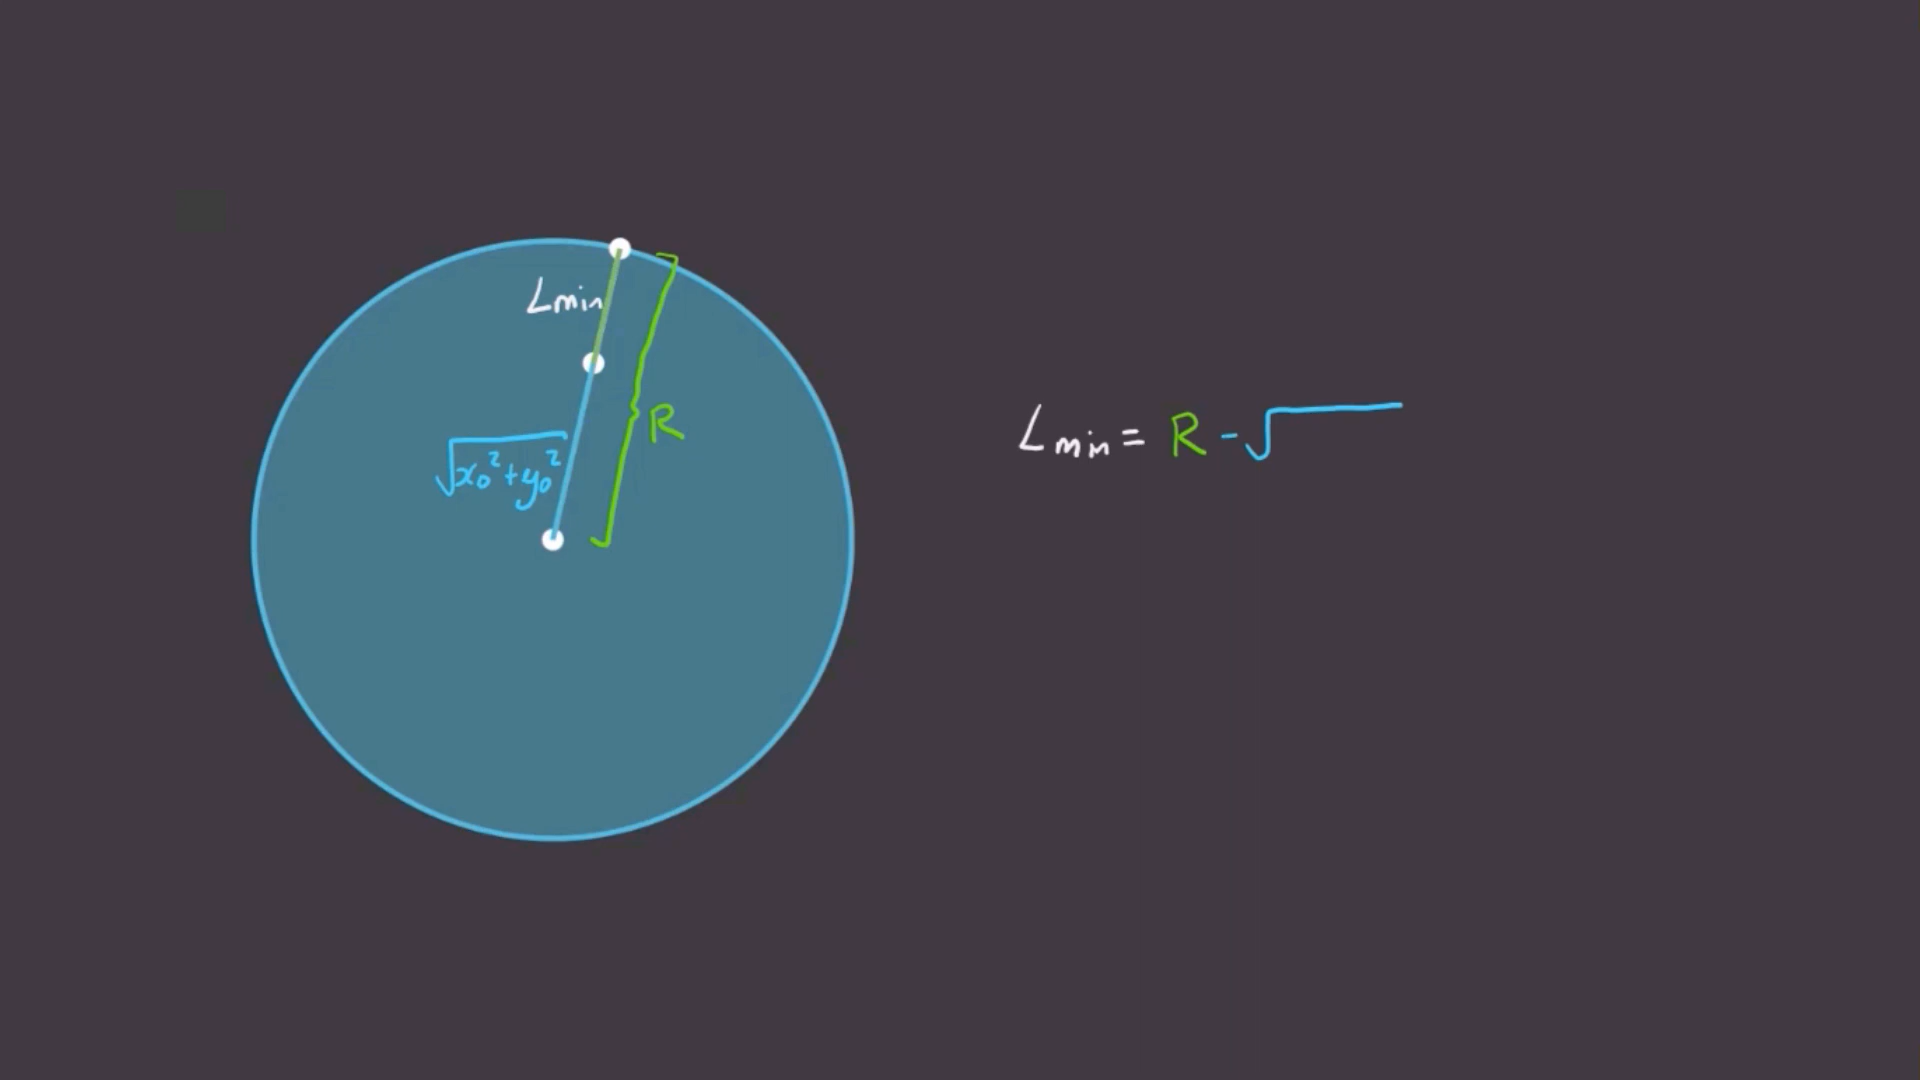 Lmin
R
√x₀²+y₀²
Lmin = R - √